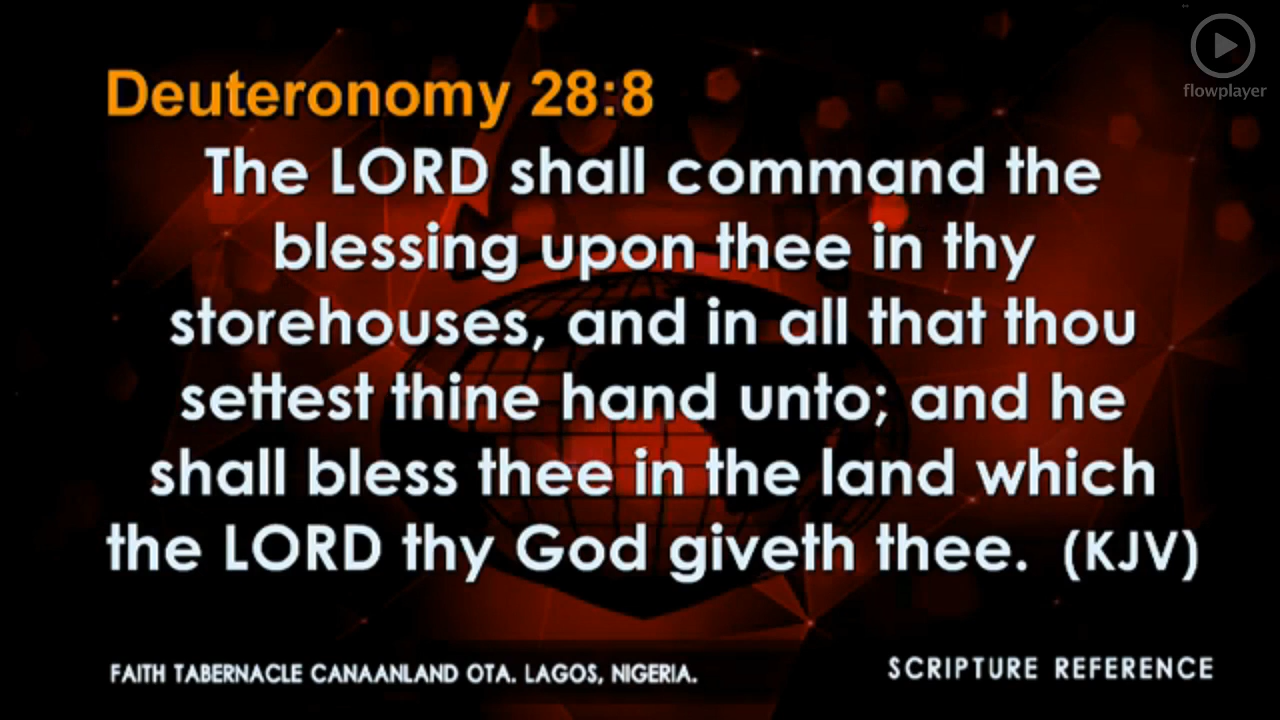 flowplayer
Deuteronomy 28:8
The LORD shall command the
blessing upon thee in thy
storehouses, and in all that thou
settest thine hand unto; and he
shall bless thee in the land which
the LORD thy God giveth thee. (KJV)
FAITH TABERNACLE CANAANLAND OTA. LAGOS, NIGERIA.
SCRIPTURE REFERENCE